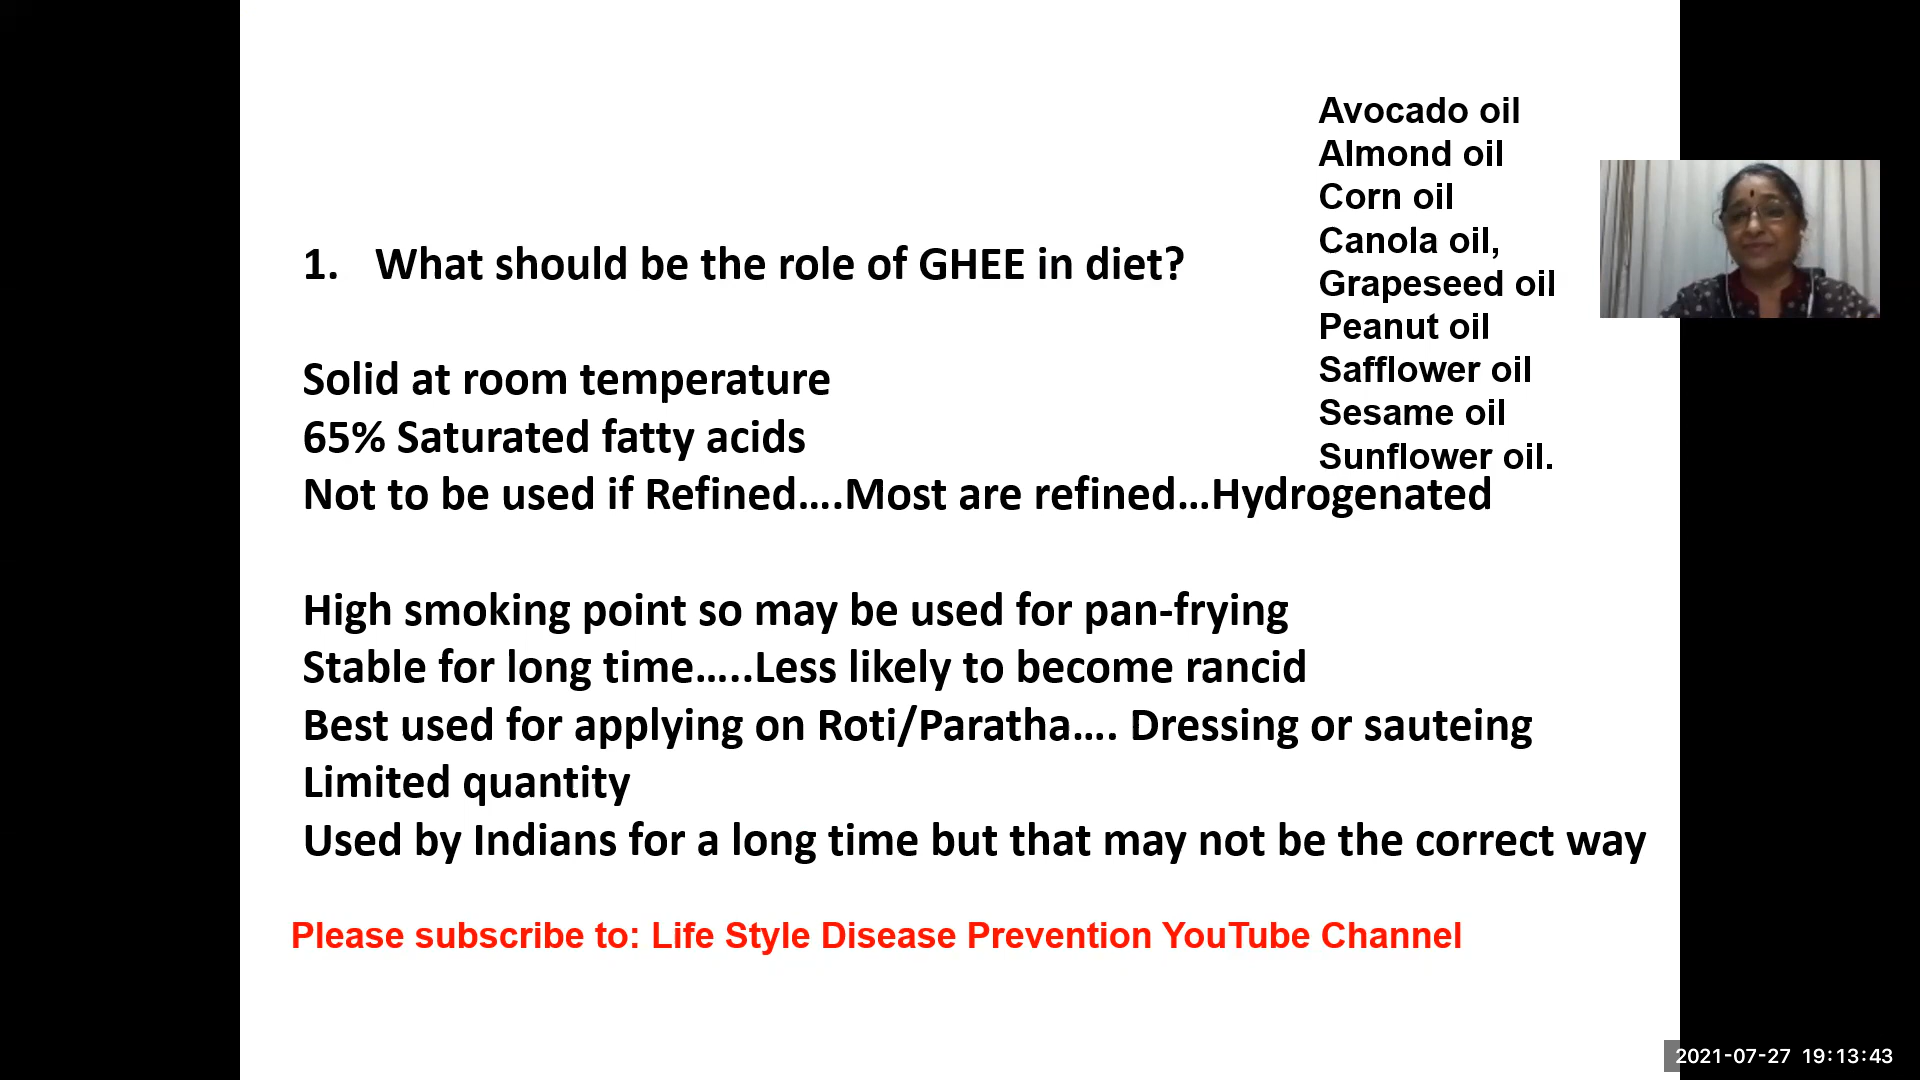 Avocado oil
Almond oil
Corn oil
Canola oil,
Grapeseed oil
Peanut oil
Safflower oil
Sesame oil
Sunflower oil.
1. What should be the role of GHEE in diet?
Solid at room temperature
65% Saturated fatty acids
Not to be used if Refined….Most are refined…Hydrogenated
High smoking point so may be used for pan-frying
Stable for long time…..Less likely to become rancid
Best used for applying on Roti/Paratha…. Dressing or sauteing
Limited quantity
Used by Indians for a long time but that may not be the correct way
Please subscribe to: Life Style Disease Prevention YouTube Channel
2021-07-27 19:13:43